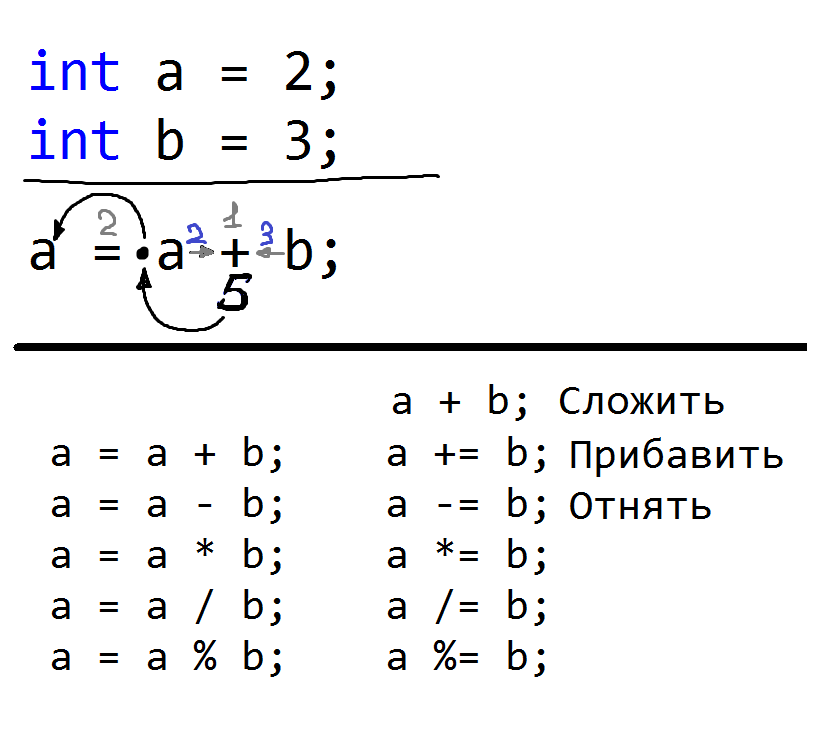 int a = 2;
int b = 3;
2 1
2 3
a = a + b;
5
a + b; Сложить
a = a + b; a += b; Прибавить
a = a - b; a -= b; Отнять
a = a * b; a *= b;
a = a / b; a /= b;
a = a % b; a %= b;